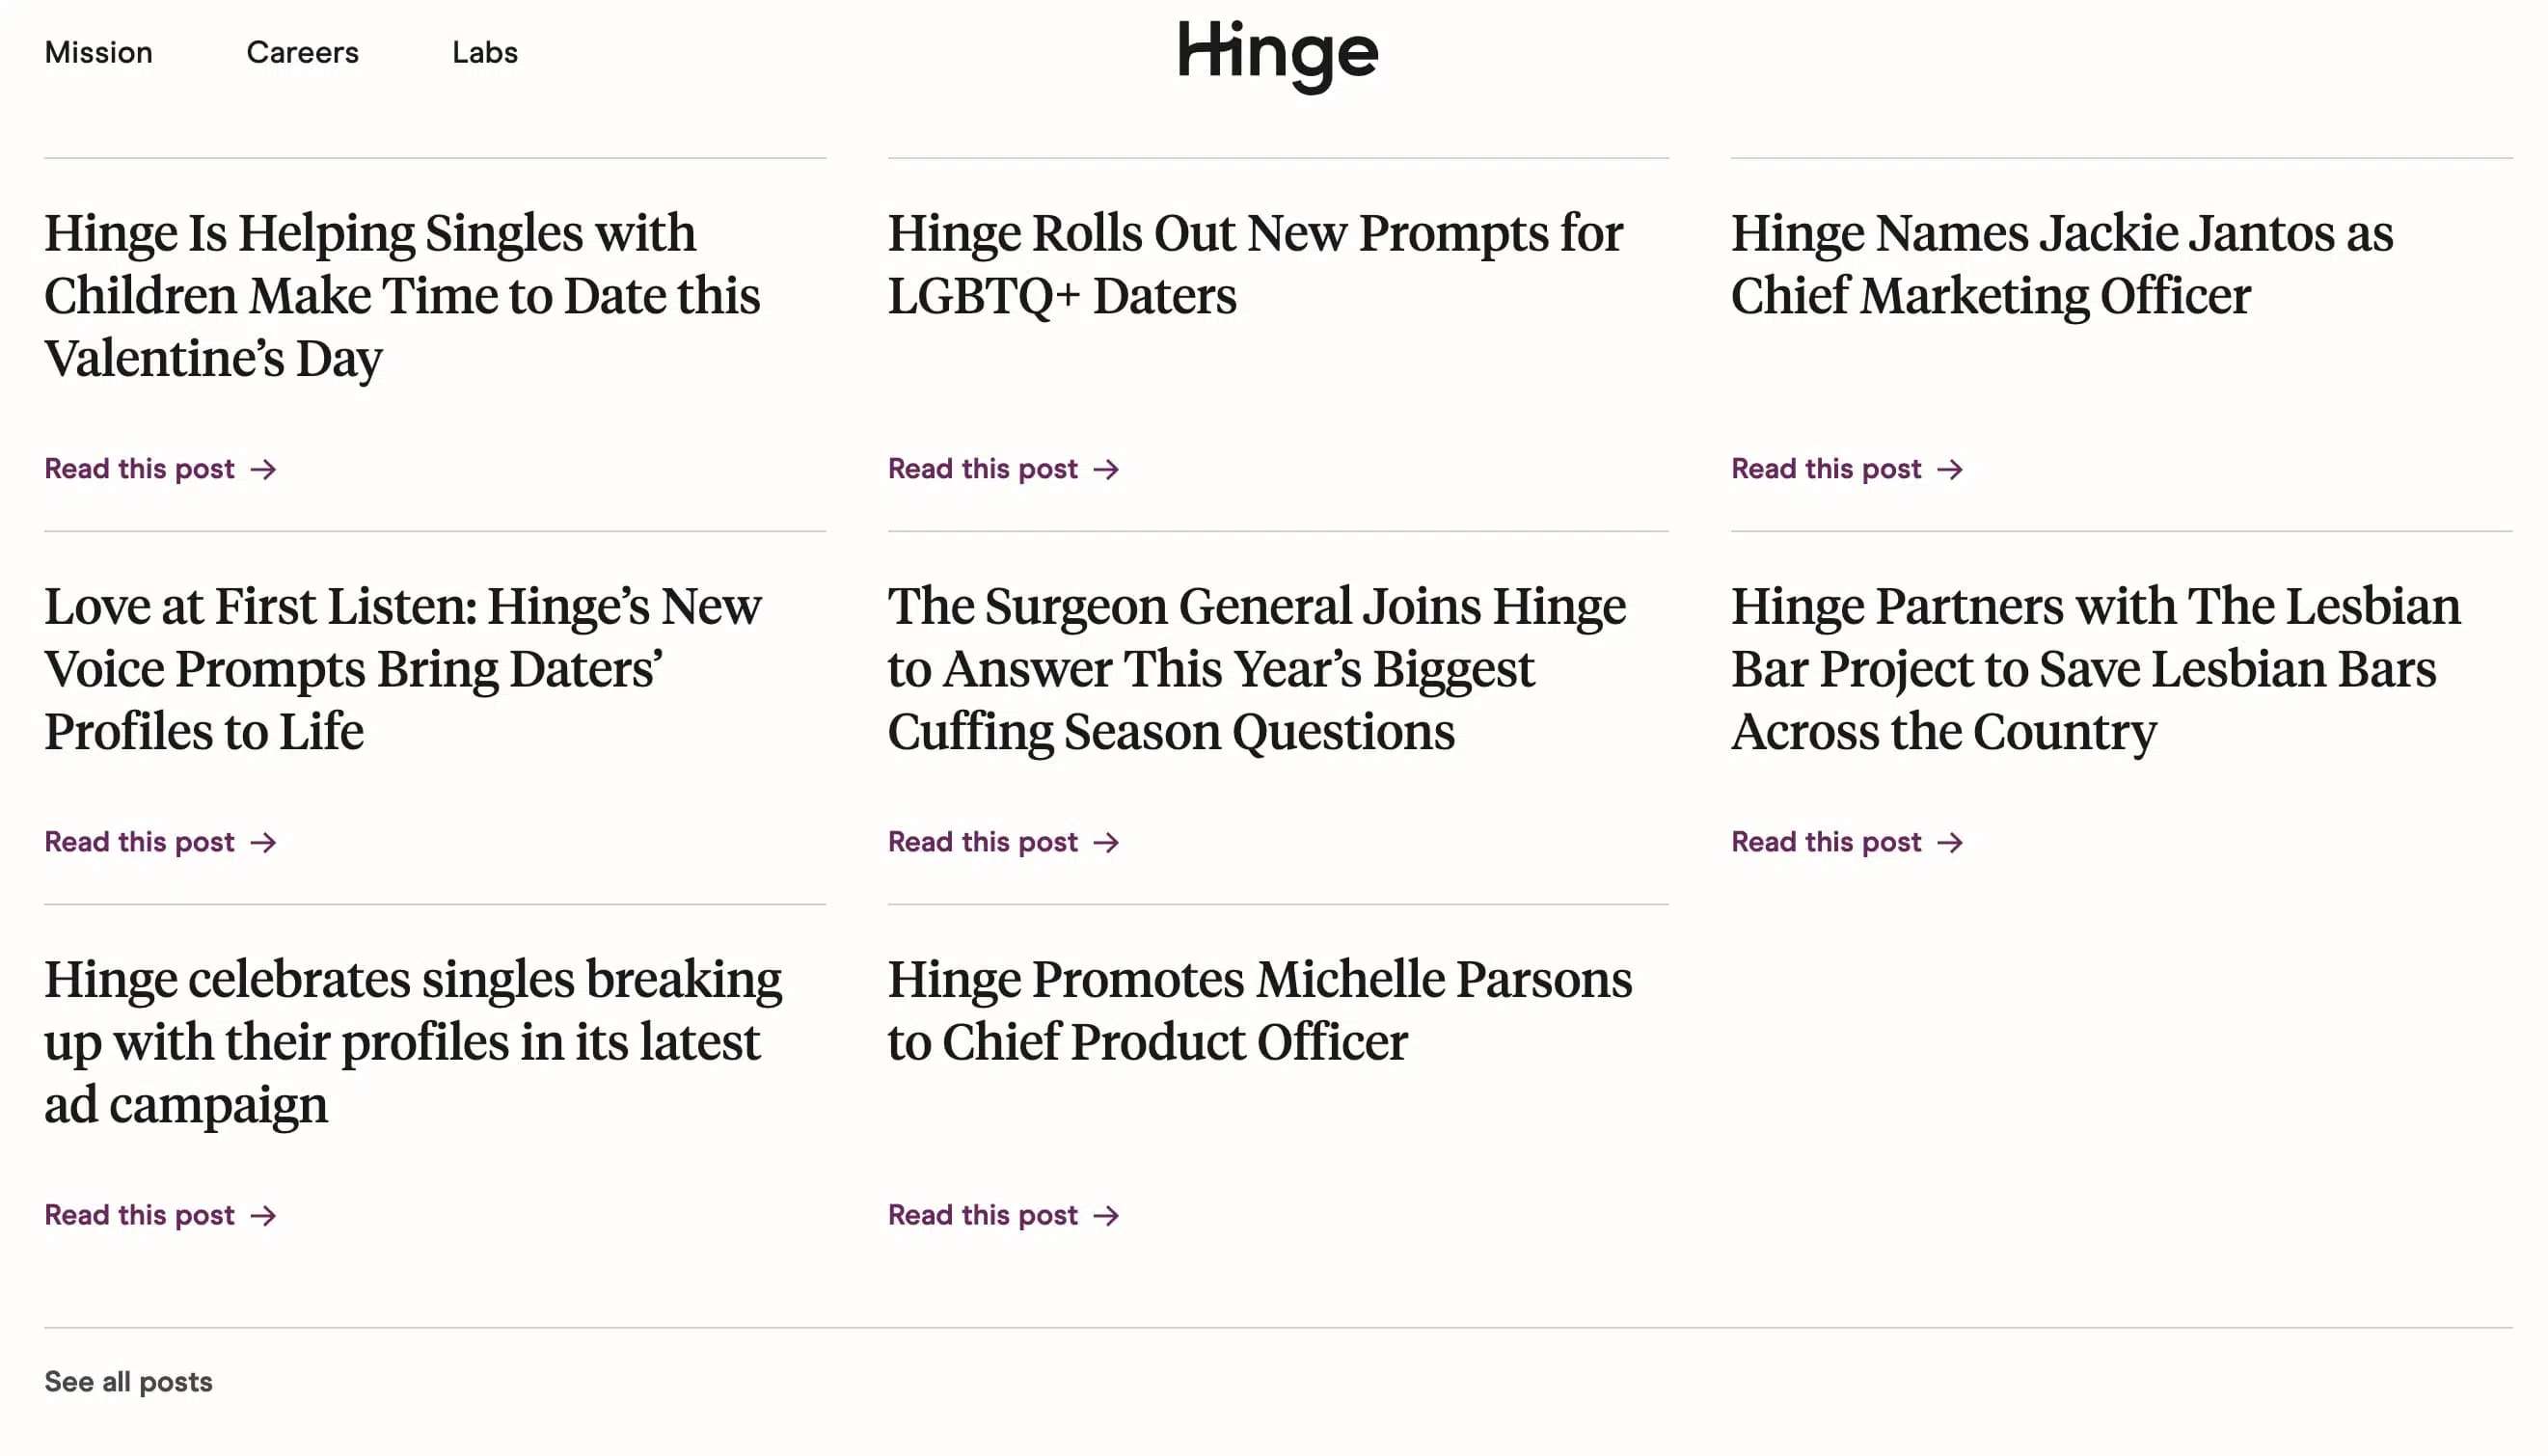 Mission
Careers
Labs
Hinge
Hinge Is Helping Singles with
Children Make Time to Date this
Valentine’s Day
Read this post →
Hinge Rolls Out New Prompts for
LGBTQ+ Daters
Read this post →
Hinge Names Jackie Jantos as
Chief Marketing Officer
Read this post →
Love at First Listen: Hinge’s New
Voice Prompts Bring Daters’
Profiles to Life
Read this post →
The Surgeon General Joins Hinge
to Answer This Year’s Biggest
Cuffing Season Questions
Read this post →
Hinge Partners with The Lesbian
Bar Project to Save Lesbian Bars
Across the Country
Read this post →
Hinge celebrates singles breaking
up with their profiles in its latest
ad campaign
Read this post →
Hinge Promotes Michelle Parsons
to Chief Product Officer
Read this post →
See all posts